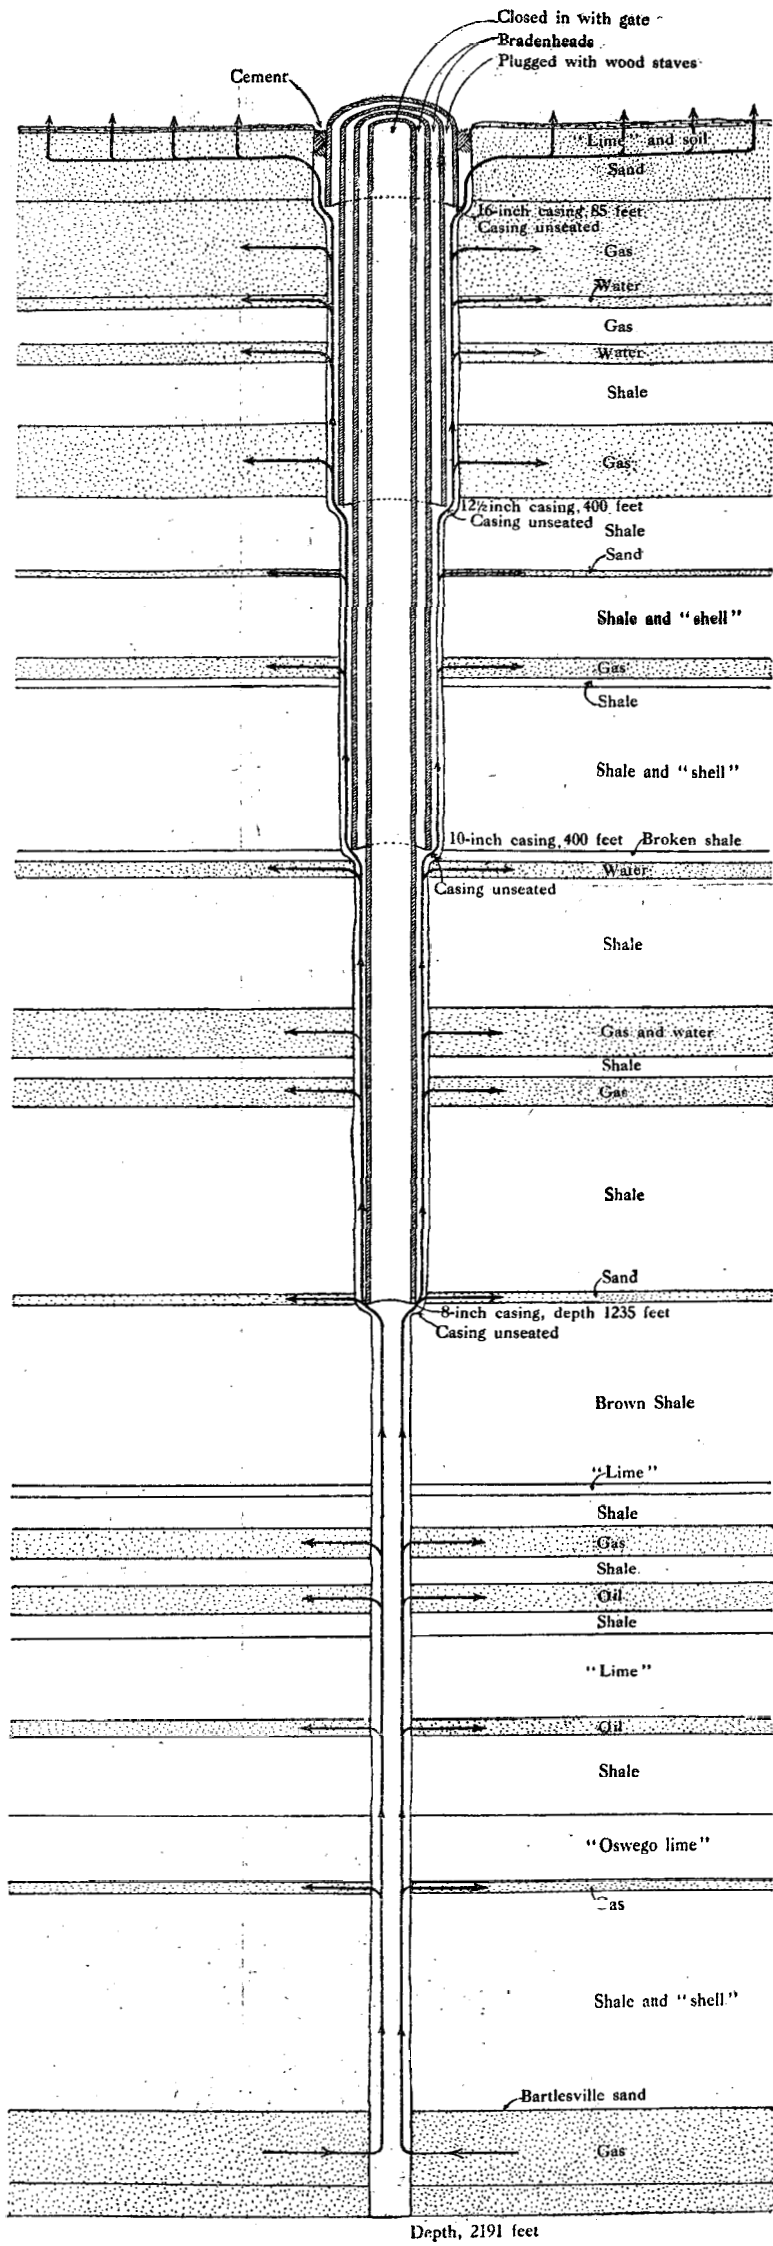 Closed in with gate
Bradenheads
Plugged with wood staves
Cement
"Lime" and soil
Sand
16-inch casing, 85 feet
Casing unseated
Gas
Water
Gas
Water
Shale
Gas
12½inch casing, 400 feet
Casing unseated
Shale
Sand
Shale and "shell"
Gas
Shale
Shale and "shell"
10-inch casing, 400 feet
Broken shale
Water
Casing unseated
Shale
Gas and water
Shale
Gas
Shale
Sand
8-inch casing, depth 1235 feet
Casing unseated
Brown Shale
"Lime"
Shale
Gas
Shale
Oil
Shale
"Lime"
Oil
Shale
"Oswego lime"
Gas
Shale and "shell"
Bartlesville sand
Gas
Depth, 2191 feet